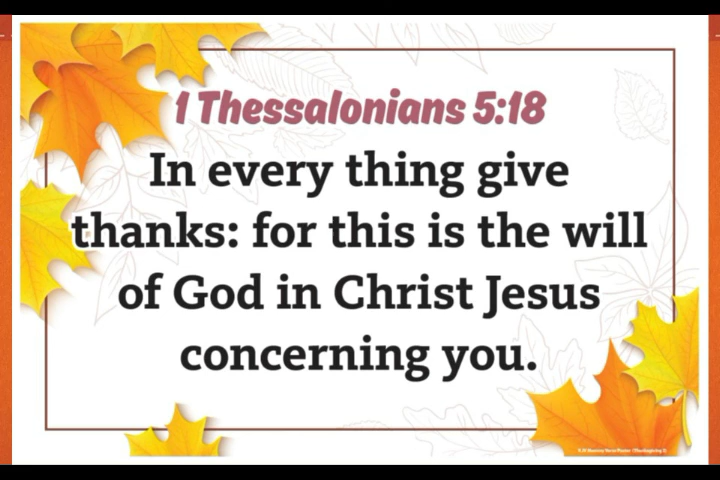 1 Thessalonians 5:18
In every thing give
thanks: for this is the will
of God in Christ Jesus
concerning you.